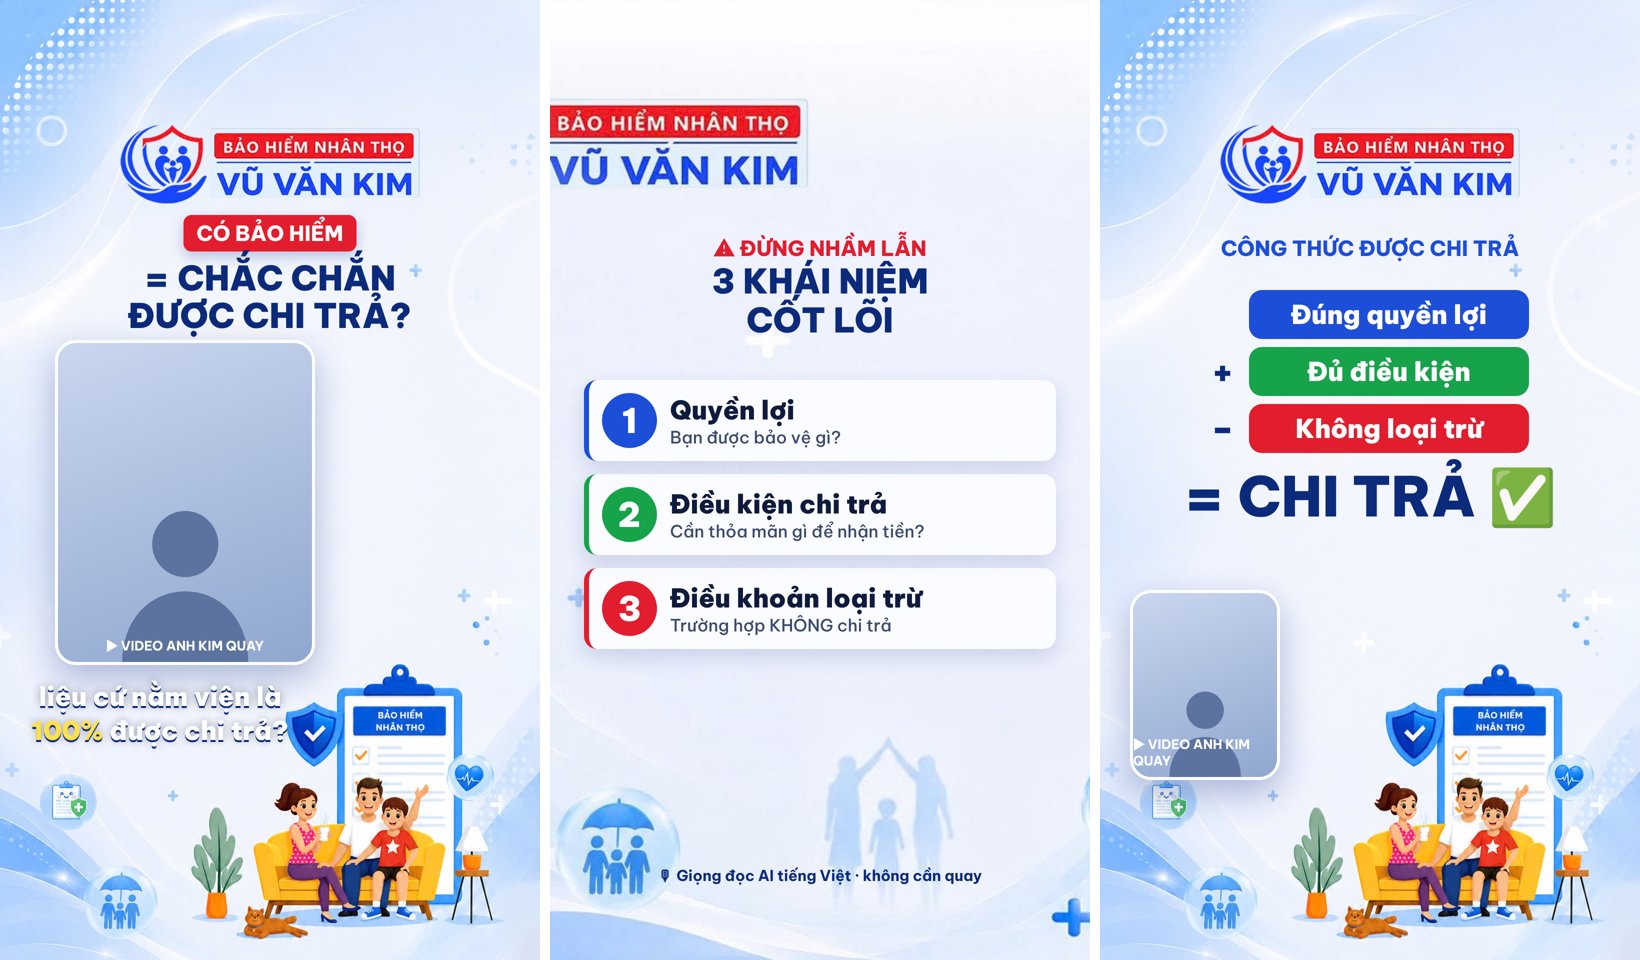 BẢO HIỂM NHÂN THỌ
VŨ VĂN KIM
CÓ BẢO HIỂM
= CHẮC CHẮN
ĐƯỢC CHI TRẢ?
▶ VIDEO ANH KIM QUAY
liệu cứ nằm viện là
100% được chi trả?
BẢO HIỂM
NHÂN THỌ
BẢO HIỂM NHÂN THỌ
VŨ VĂN KIM
⚠ ĐỪNG NHẦM LẪN
3 KHÁI NIỆM
CỐT LÕI
1
Quyền lợi
Bạn được bảo vệ gì?
2
Điều kiện chi trả
Cần thỏa mãn gì để nhận tiền?
3
Điều khoản loại trừ
Trường hợp KHÔNG chi trả
🎙 Giọng đọc AI tiếng Việt · không cần quay
BẢO HIỂM NHÂN THỌ
VŨ VĂN KIM
CÔNG THỨC ĐƯỢC CHI TRẢ
Đúng quyền lợi
+ Đủ điều kiện
− Không loại trừ
= CHI TRẢ ✅
▶ VIDEO ANH KIM
QUAY
BẢO HIỂM
NHÂN THỌ